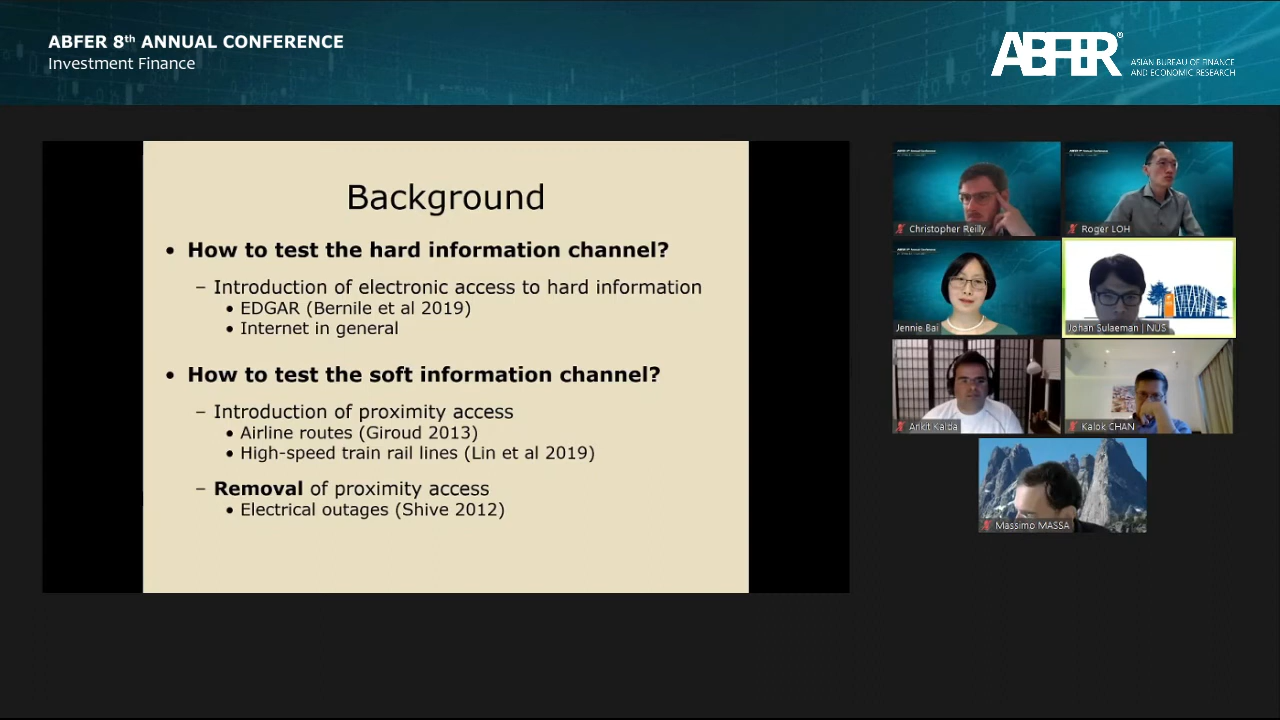 ABFER 8th ANNUAL CONFERENCE
Investment Finance
ABFER®
ASIAN BUREAU OF FINANCE
AND ECONOMIC RESEARCH
Background
• How to test the hard information channel?
– Introduction of electronic access to hard information
• EDGAR (Bernile et al 2019)
• Internet in general
• How to test the soft information channel?
– Introduction of proximity access
• Airline routes (Giroud 2013)
• High-speed train rail lines (Lin et al 2019)
– Removal of proximity access
• Electrical outages (Shive 2012)
Christopher Reilly
Roger LOH
Jennie Bai
Johan Sulaeman | NUS
Ankit Kalda
Kalok CHAN
Massimo MASSA